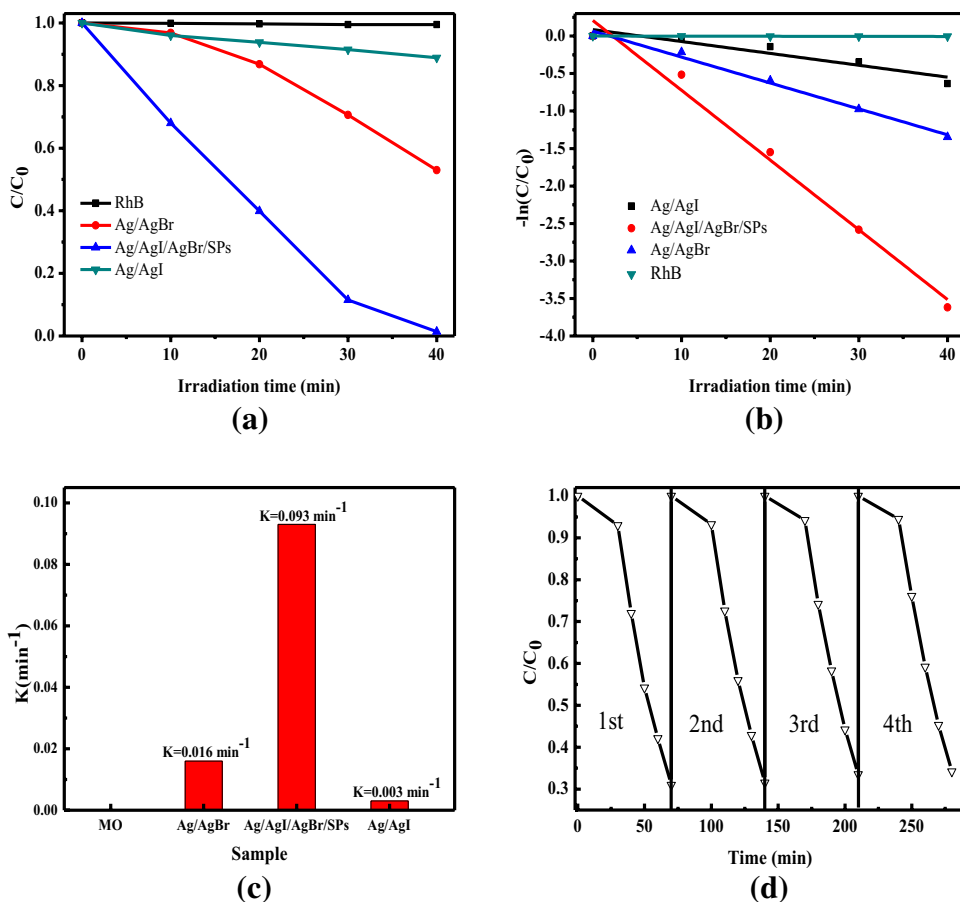 C/C0
1.0
0.8
0.6
0.4
0.2
0.0
RhB
Ag/AgBr
Ag/AgI/AgBr/SPs
Ag/AgI
0 10 20 30 40
Irradiation time (min)
(a)
-ln(C/C0)
0.0
-0.5
-1.0
-1.5
-2.0
-2.5
-3.0
-3.5
-4.0
Ag/AgI
Ag/AgI/AgBr/SPs
Ag/AgBr
RhB
0 10 20 30 40
Irradiation time (min)
(b)
K(min-1)
0.10
0.08
0.06
0.04
0.02
0.00
K=0.016 min-1
K=0.093 min-1
K=0.003 min-1
MO Ag/AgBr Ag/AgI/AgBr/SPs Ag/AgI
Sample
(c)
C/C0
1.0
0.9
0.8
0.7
0.6
0.5
0.4
0.3
1st 2nd 3rd 4th
0 50 100 150 200 250
Time (min)
(d)